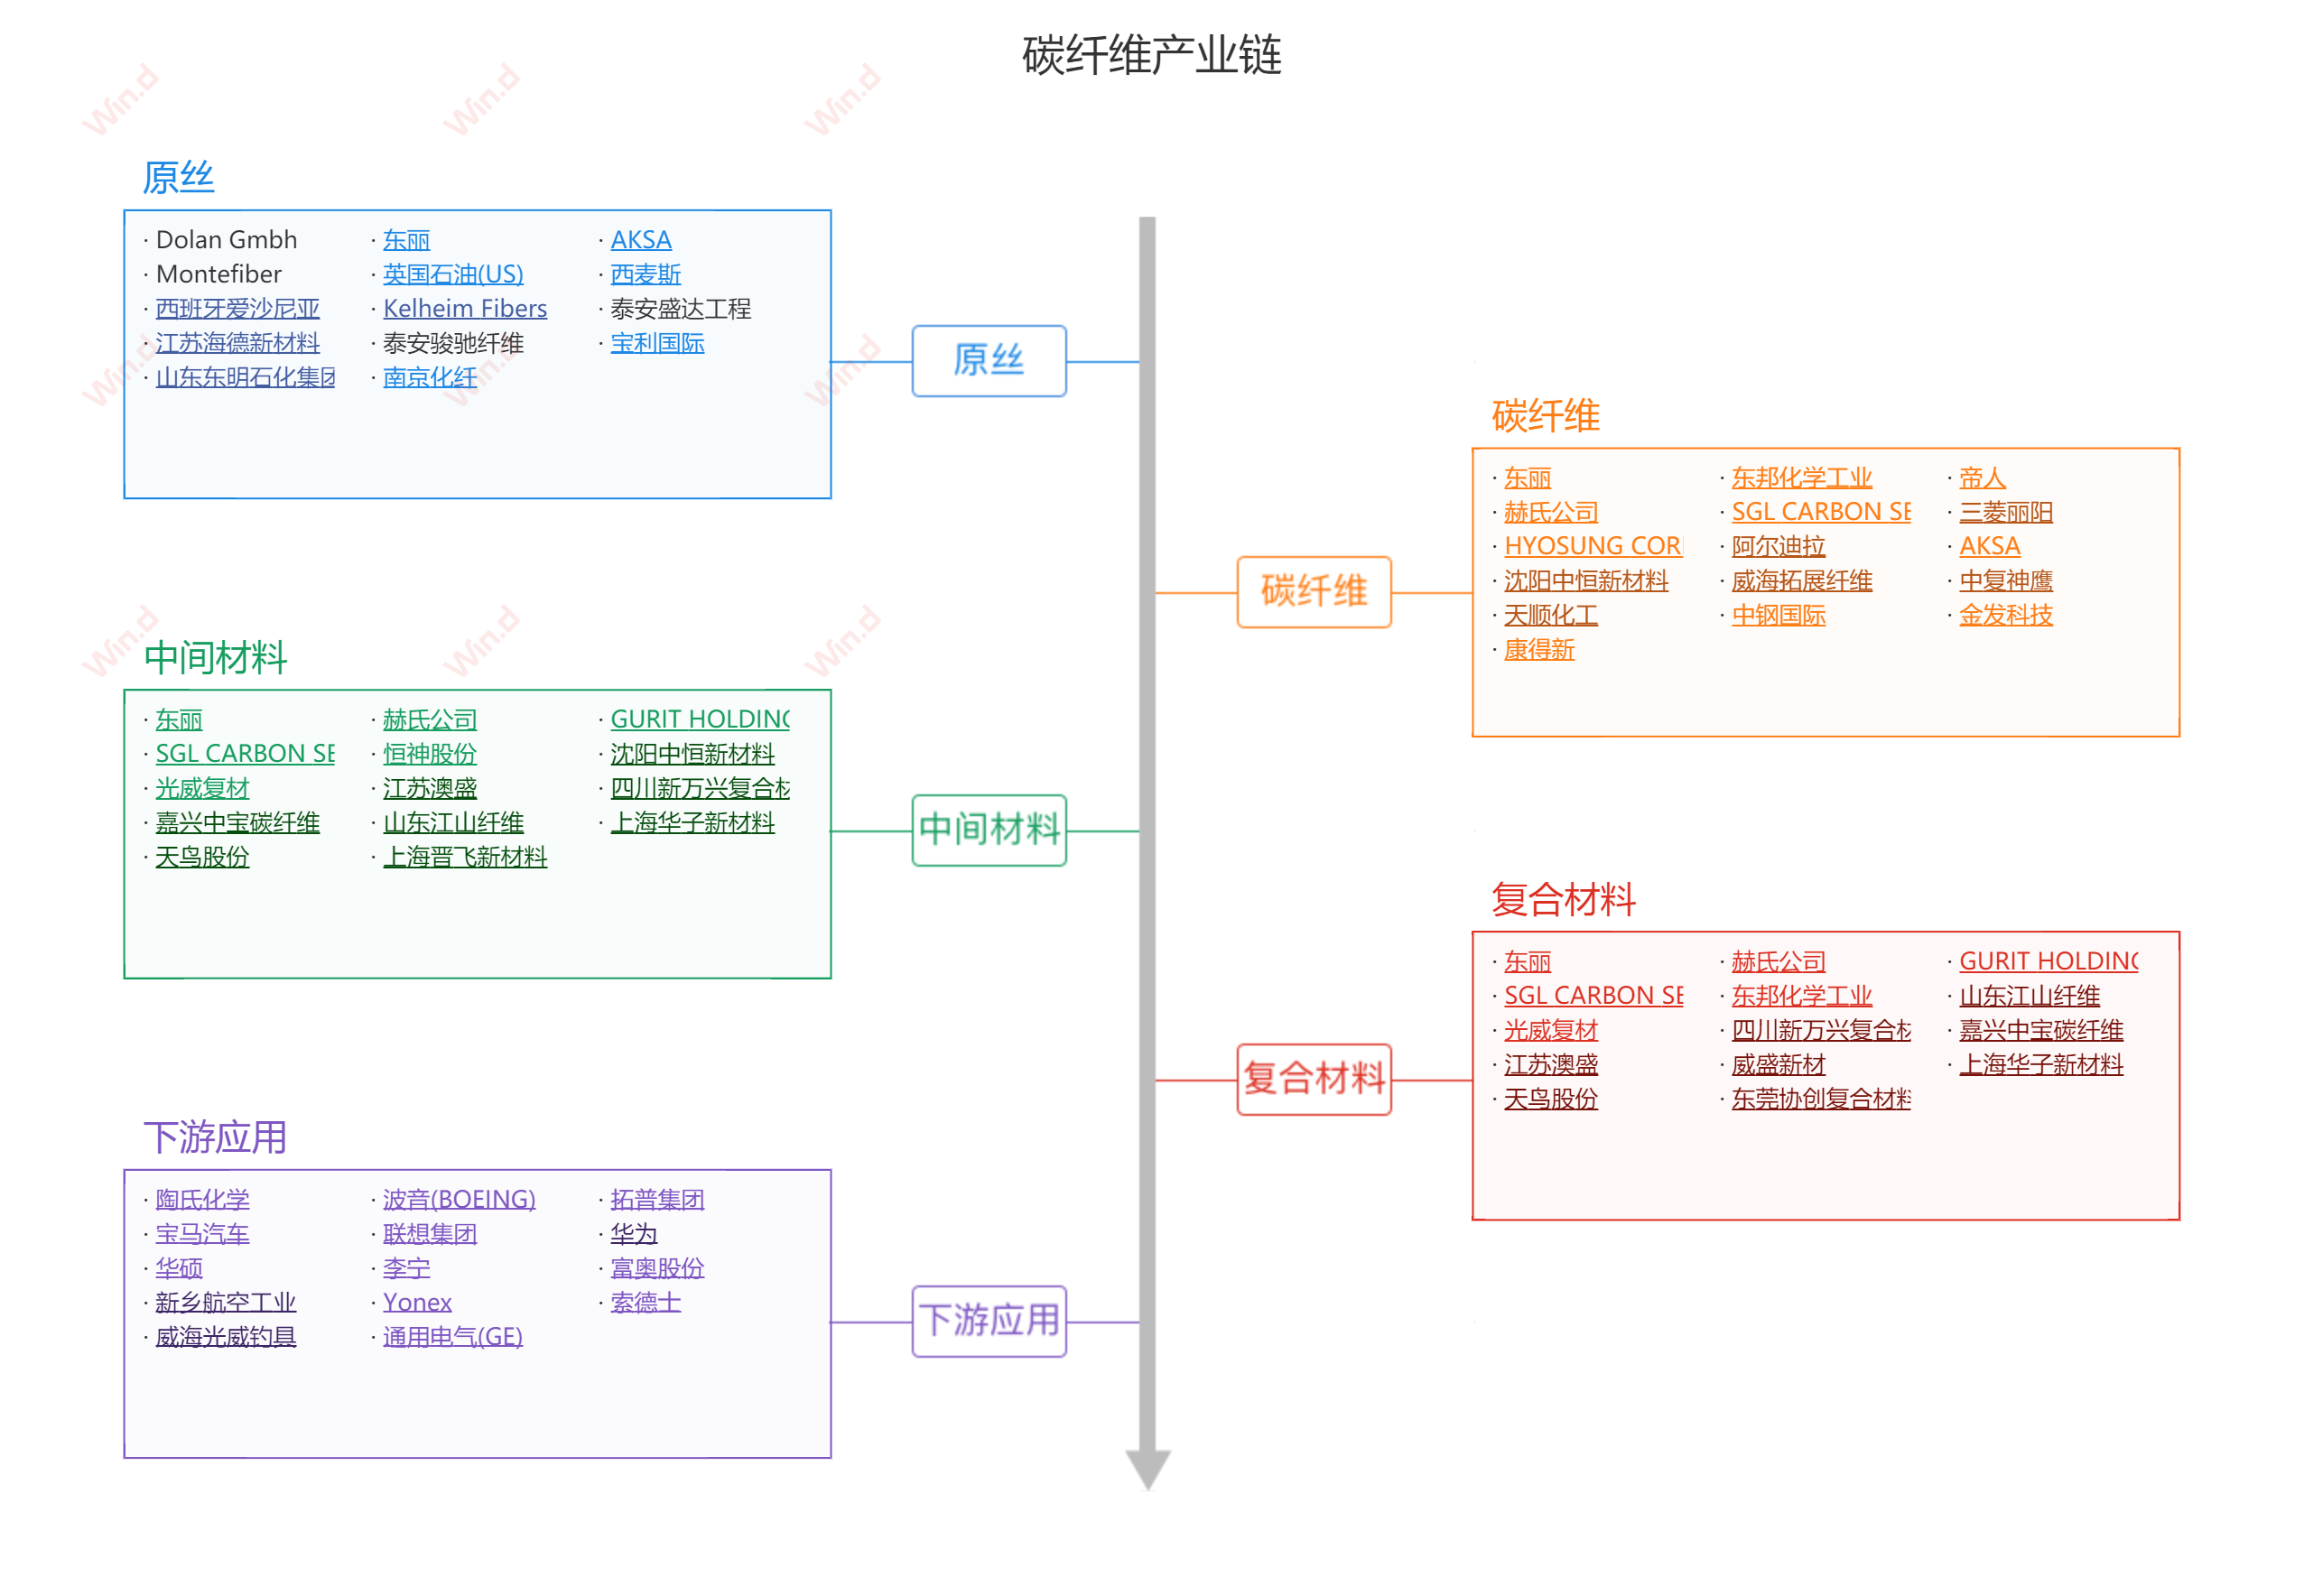 碳纤维产业链
Win.d Win.d Win.d
原丝
· Dolan Gmbh · 东丽 · AKSA
· Montefiber · 英国石油(US) · 西麦斯
· 西班牙爱沙尼亚 · Kelheim Fibers · 泰安盛达工程
· 江苏海德新材料 · 泰安骏驰纤维 · 宝利国际
· 山东东明石化集团 · 南京化纤
Win.d Win.d Win.d
原丝
碳纤维
· 东丽 · 东邦化学工业 · 帝人
· 赫氏公司 · SGL CARBON SE · 三菱丽阳
· HYOSUNG COR · 阿尔迪拉 · AKSA
· 沈阳中恒新材料 · 威海拓展纤维 · 中复神鹰
· 天顺化工 · 中钢国际 · 金发科技
· 康得新
碳纤维
Win.d Win.d Win.d
中间材料
· 东丽 · 赫氏公司 · GURIT HOLDING
· SGL CARBON SE · 恒神股份 · 沈阳中恒新材料
· 光威复材 · 江苏澳盛 · 四川新万兴复合材
· 嘉兴中宝碳纤维 · 山东江山纤维 · 上海华子新材料
· 天鸟股份 · 上海晋飞新材料
中间材料
复合材料
· 东丽 · 赫氏公司 · GURIT HOLDING
· SGL CARBON SE · 东邦化学工业 · 山东江山纤维
· 光威复材 · 四川新万兴复合材 · 嘉兴中宝碳纤维
· 江苏澳盛 · 威盛新材 · 上海华子新材料
· 天鸟股份 · 东莞协创复合材料
复合材料
下游应用
· 陶氏化学 · 波音(BOEING) · 拓普集团
· 宝马汽车 · 联想集团 · 华为
· 华硕 · 李宁 · 富奥股份
· 新乡航空工业 · Yonex · 索德士
· 威海光威钓具 · 通用电气(GE)
下游应用